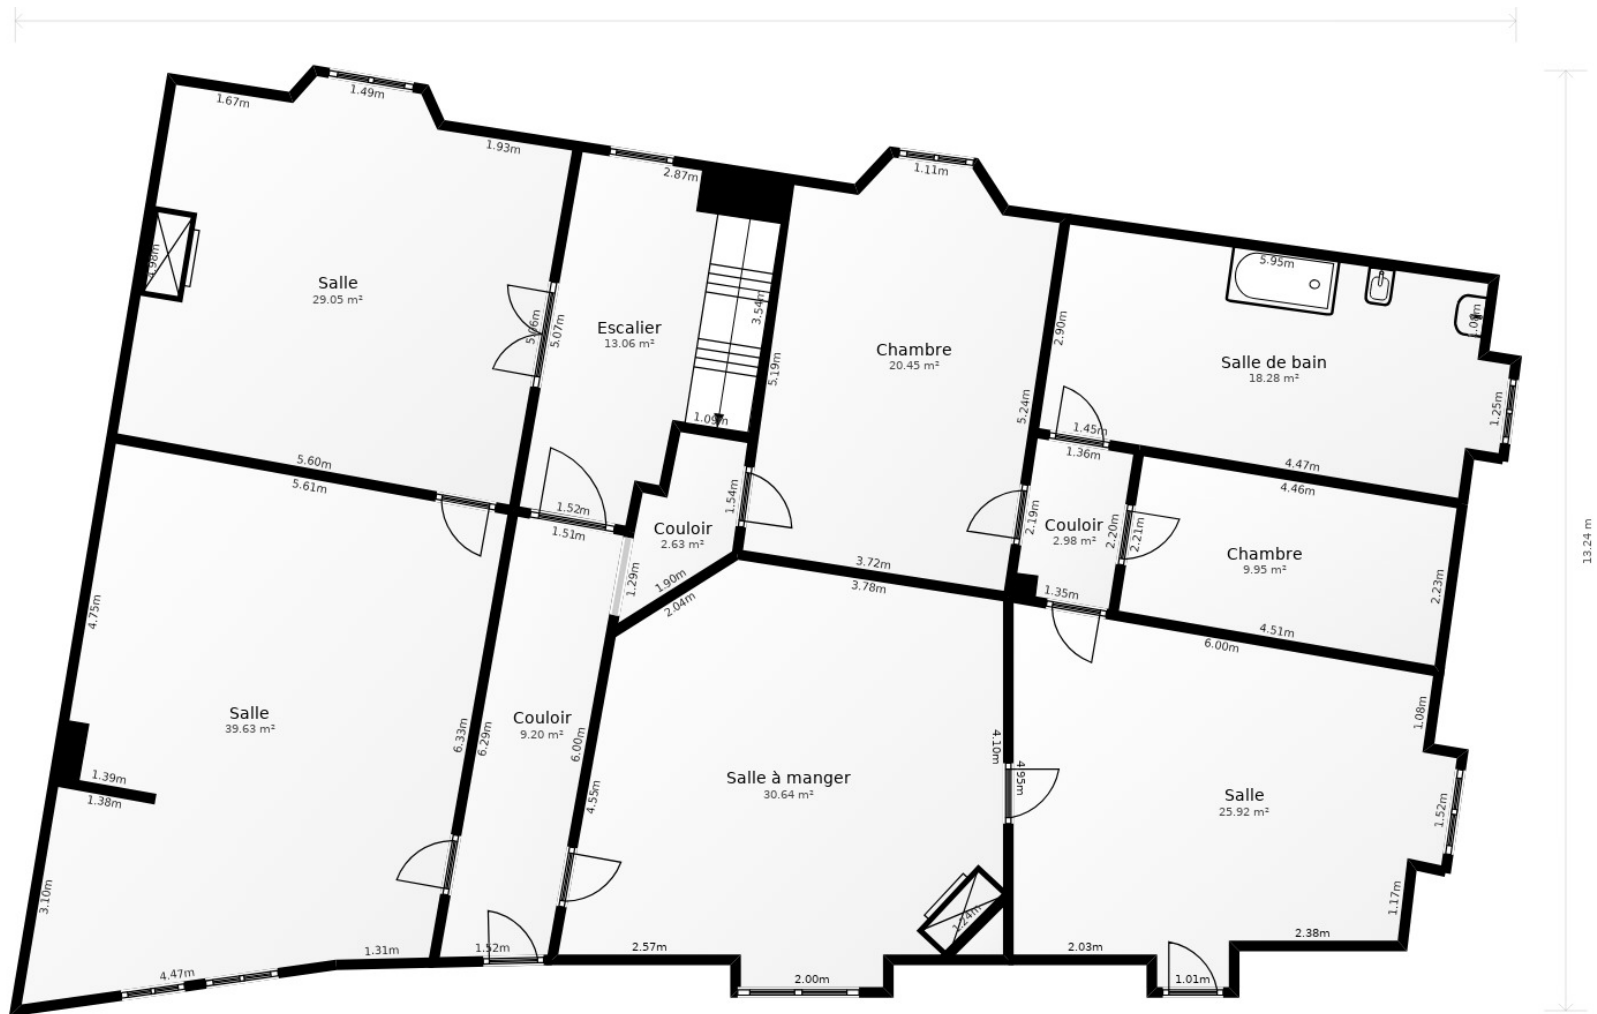 1.67m
1.49m
1.93m
2.87m
1.11m
5.95m
Salle
29.05 m²
5.06m
5.07m
Escalier
13.06 m²
3.54m
5.19m
1.09m
Chambre
20.45 m²
2.90m
5.24m
Salle de bain
18.28 m²
1.25m
1.45m
1.36m
4.47m
4.46m
5.60m
5.61m
1.52m
1.51m
1.54m
Couloir
2.63 m²
1.29m
1.90m
2.04m
3.72m
3.78m
2.19m
Couloir
2.98 m²
2.20m
2.21m
Chambre
9.95 m²
2.23m
13.24 m
1.35m
4.51m
6.00m
4.75m
Salle
39.63 m²
6.33m
6.29m
Couloir
9.20 m²
6.00m
4.55m
Salle à manger
30.64 m²
4.10m
4.95m
Salle
25.92 m²
1.08m
1.52m
1.17m
1.39m
1.38m
3.10m
4.47m
1.31m
1.52m
2.57m
2.00m
1.24m
2.03m
1.01m
2.38m